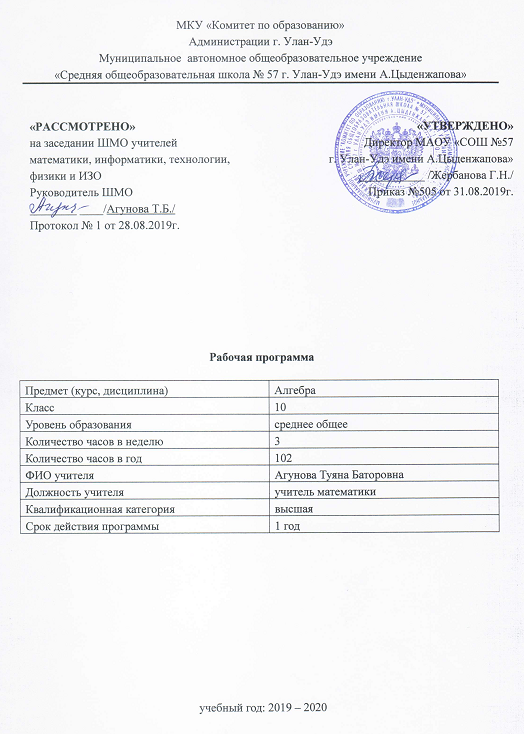 МКУ «Комитет по образованию»
Администрации г. Улан-Удэ
Муниципальное автономное общеобразовательное учреждение
«Средняя общеобразовательная школа № 57 г. Улан-Удэ имени А.Цыденжапова»
«РАССМОТРЕНО»
на заседании ШМО учителей
математики, информатики, технологии,
физики и ИЗО
Руководитель ШМО
/Агунова Т.Б./
Протокол № 1 от 28.08.2019г.
«УТВЕРЖДЕНО»
Директор МАОУ «СОШ №57
г. Улан-Удэ имени А.Цыденжапова»
/Жербанова Г.Н./
Приказ №505 от 31.08.2019г.
Рабочая программа
Предмет (курс, дисциплина) Алгебра
Класс 10
Уровень образования среднее общее
Количество часов в неделю 3
Количество часов в год 102
ФИО учителя Агунова Туяна Баторовна
Должность учителя учитель математики
Квалификационная категория высшая
Срок действия программы 1 год
учебный год: 2019 – 2020